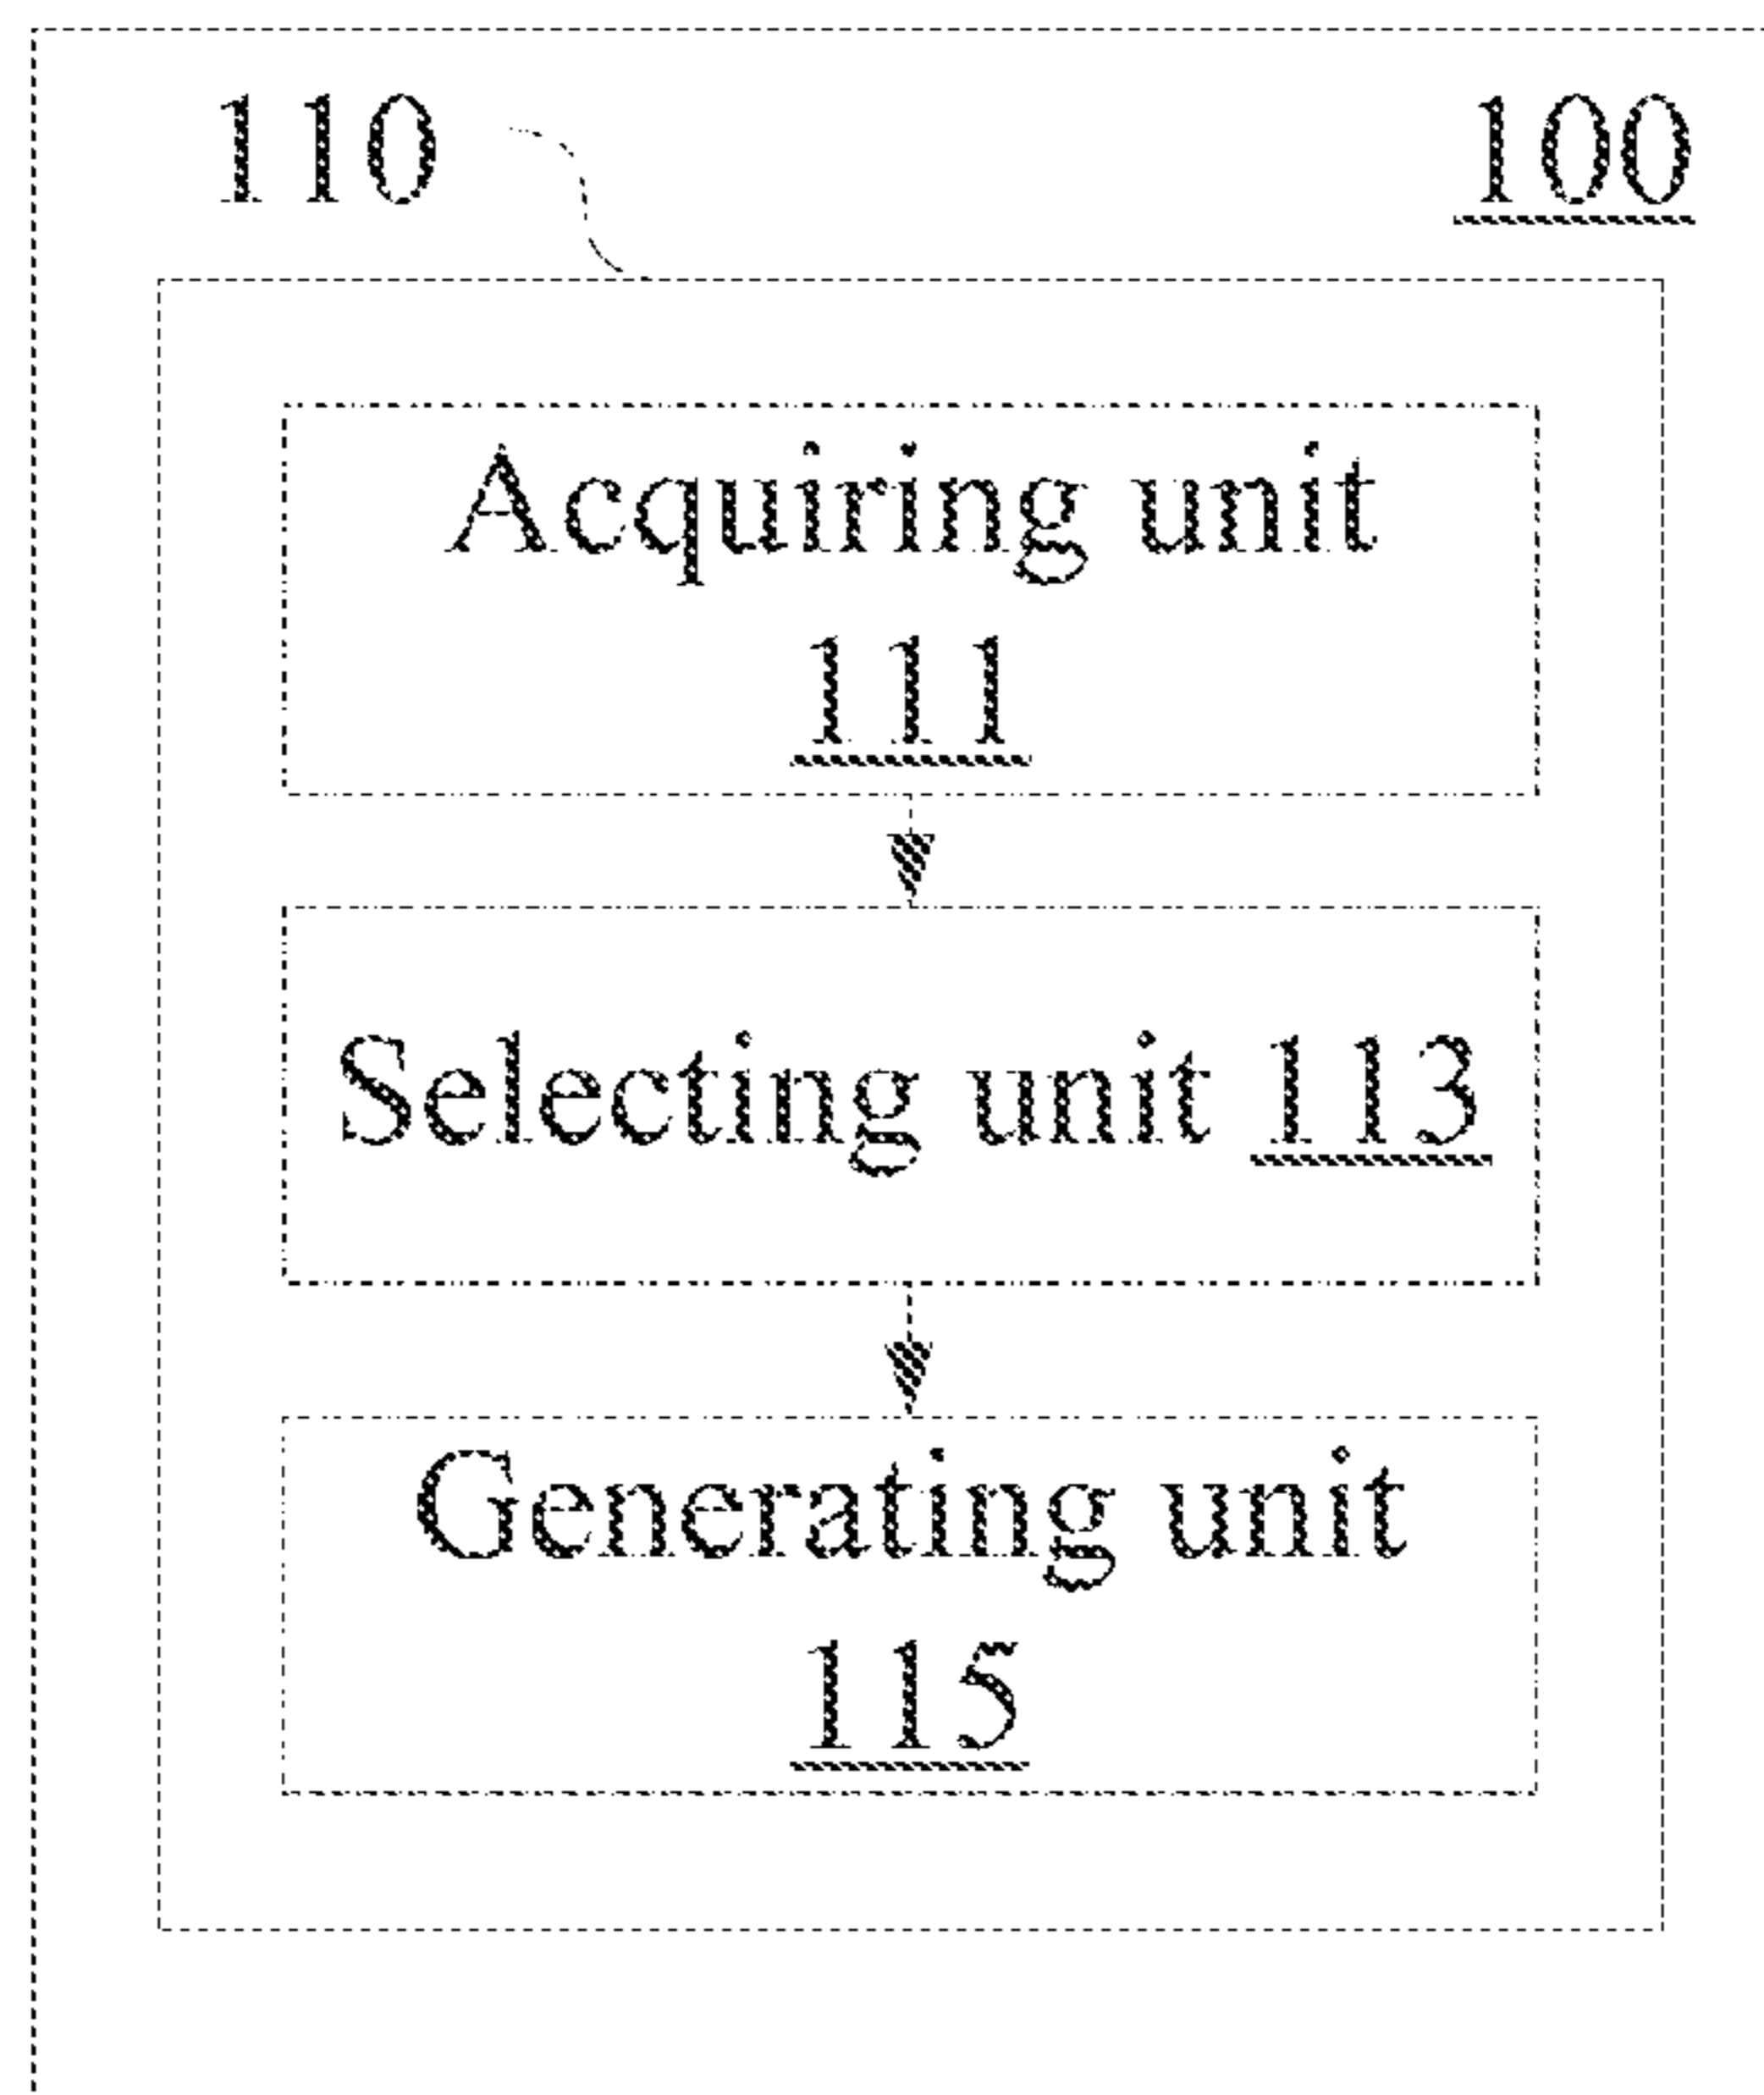 110
100
Acquiring unit
111
Selecting unit 113
Generating unit
115